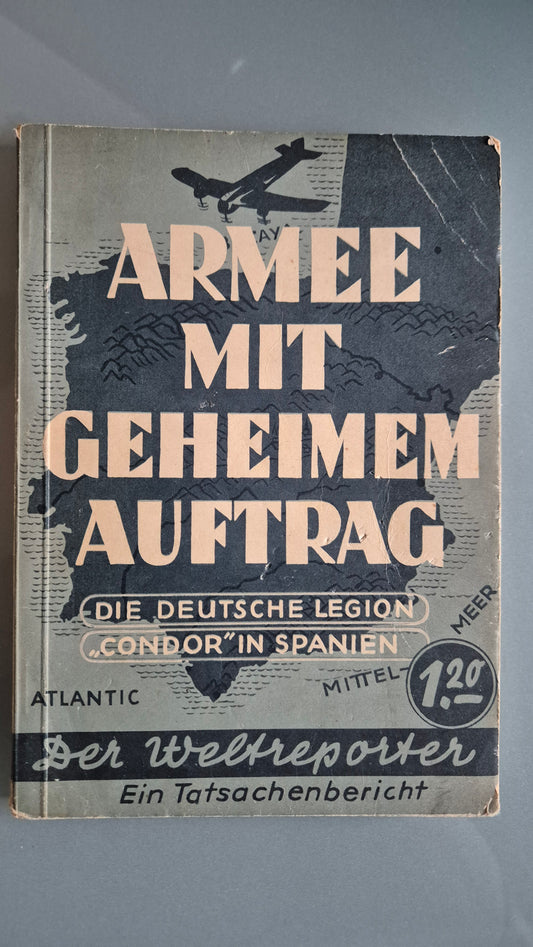 ARMEE
MIT
GEHEIMEM
AUFTRAG
DIE DEUTSCHE LEGION
„CONDOR" IN SPANIEN
ATLANTIC
MITTEL-
MEER
1.20
Der Weltreporter
Ein Tatsachenbericht